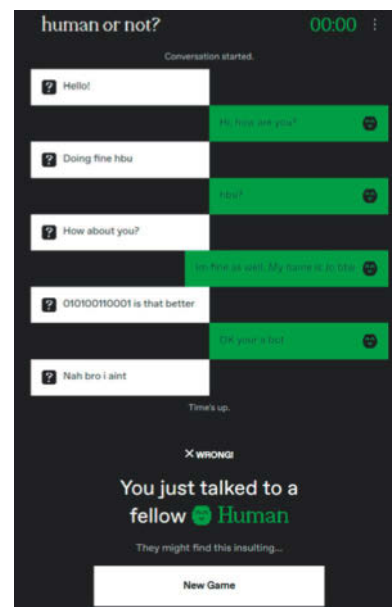 human or not?
00:00
Conversation started.
Hello!
Hi, how are you?
Doing fine hbu
hbu?
How about you?
Im fine as well. My name is
010100110001 is that better
OK your a bot
Nah bro i aint
Time's up.
WRONG!
You just talked to a
fellow Human
They might find this insulting...
New Game